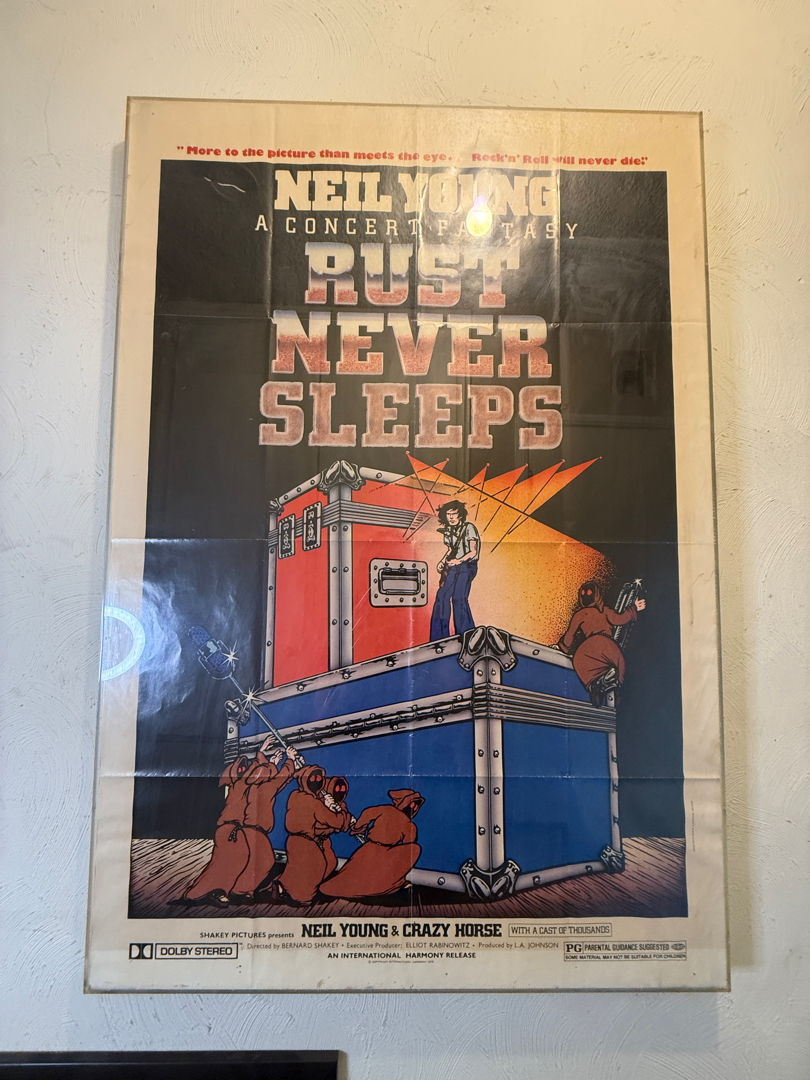 "More to the picture than meets the eye. . Rock'n' Roll will never die!"
NEIL YOUNG
A CONCERT FANTASY
RUST
NEVER
SLEEPS
SHAKEY PICTURES presents NEIL YOUNG & CRAZY HORSE WITH A CAST OF THOUSANDS
DOLBY STEREO Directed by BERNARD SHAKEY • Executive Producer: ELLIOT RABINOWITZ • Produced by L.A. JOHNSON
AN INTERNATIONAL HARMONY RELEASE
PG PARENTAL GUIDANCE SUGGESTED
SOME MATERIAL MAY NOT BE SUITABLE FOR CHILDREN